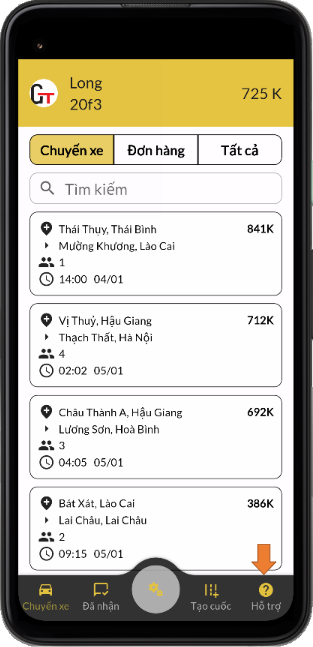 GT
Long
20f3
725 K
Chuyến xe
Đơn hàng
Tất cả
Tìm kiếm
Thái Thụy, Thái Bình
841K
Mường Khương, Lào Cai
1
14:00 04/01
Vị Thuỷ, Hậu Giang
712K
Thạch Thất, Hà Nội
4
02:02 05/01
Châu Thành A, Hậu Giang
692K
Lương Sơn, Hoà Bình
3
04:05 05/01
Bát Xát, Lào Cai
386K
Lai Châu, Lai Châu
2
09:15 05/01
Chuyến xe
Đã nhận
Tạo cuốc
Hỗ trợ